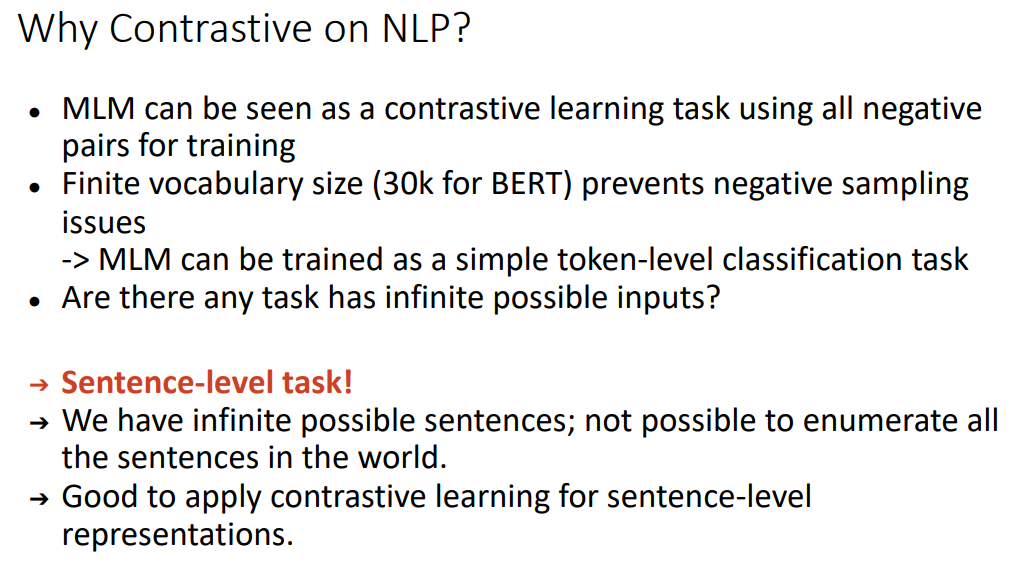 Why Contrastive on NLP?
• MLM can be seen as a contrastive learning task using all negative
pairs for training
• Finite vocabulary size (30k for BERT) prevents negative sampling
issues
-> MLM can be trained as a simple token-level classification task
• Are there any task has infinite possible inputs?
➔ Sentence-level task!
➔ We have infinite possible sentences; not possible to enumerate all
the sentences in the world.
➔ Good to apply contrastive learning for sentence-level
representations.